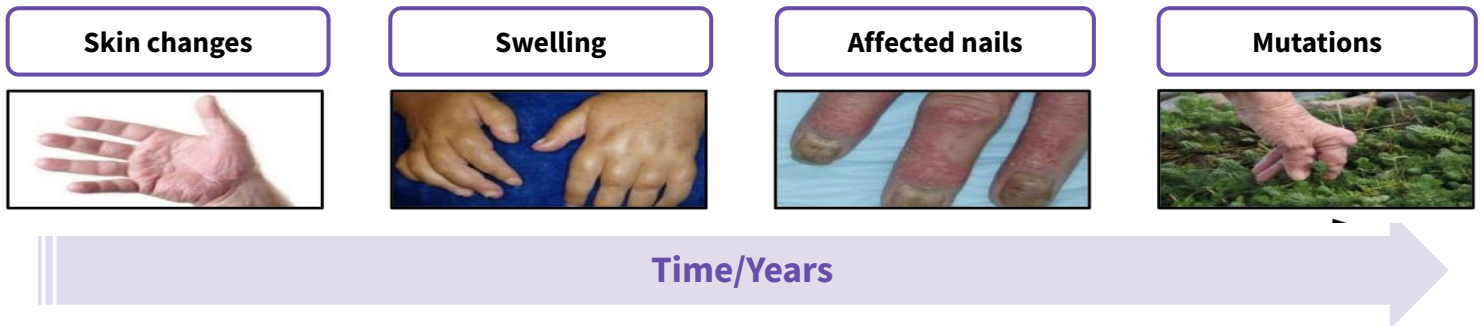 Skin changes
Swelling
Affected nails
Mutations
Time/Years